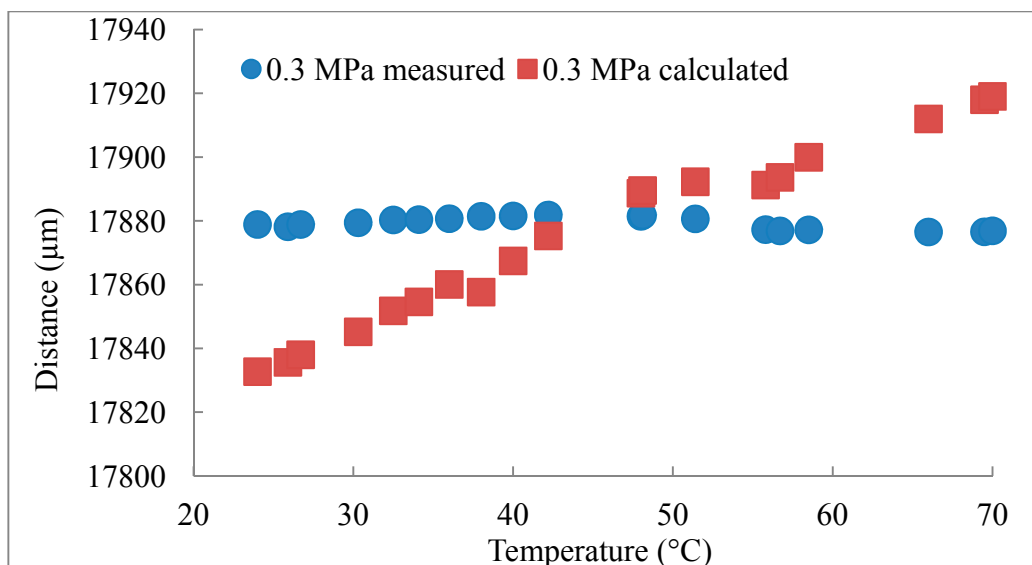 17940
17920
17900
17880
17860
17840
17820
17800
0.3 MPa measured
0.3 MPa calculated
Distance (µm)
20 30 40 50 60 70
Temperature (°C)